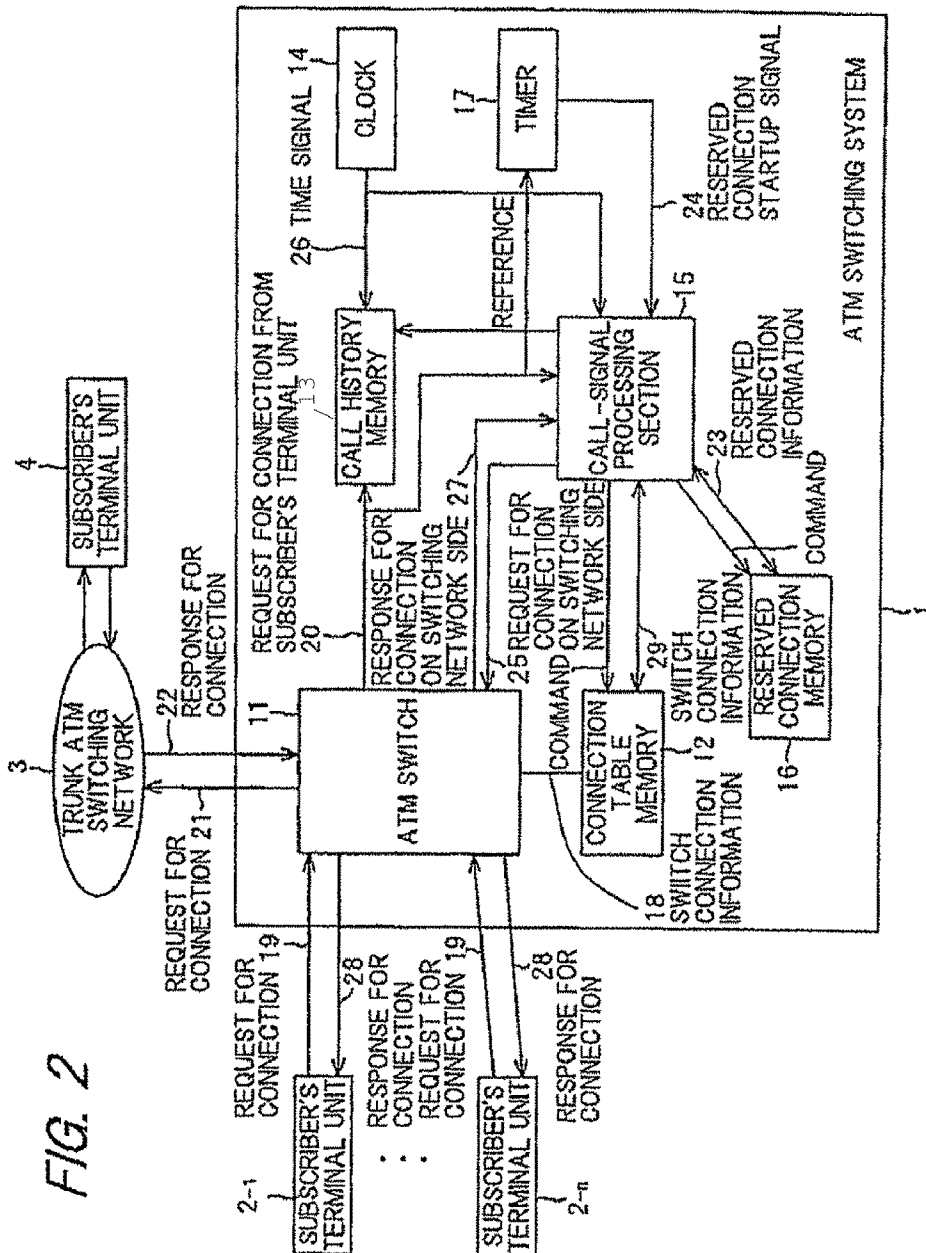 FIG. 2
3
TRUNK ATM
SWITCHING
NETWORK
4
SUBSCRIBER'S
TERMINAL UNIT
REQUEST FOR
CONNECTION 21
22
RESPONSE FOR
CONNECTION
2-1
SUBSCRIBER'S
TERMINAL UNIT
REQUEST FOR
CONNECTION 19
28
RESPONSE FOR
CONNECTION
REQUEST FOR
CONNECTION 19
28
RESPONSE FOR
CONNECTION
SUBSCRIBER'S
TERMINAL UNIT
2-n
11
ATM SWITCH
REQUEST FOR CONNECTION FROM
SUBSCRIBER'S TERMINAL UNIT
20
13
CALL HISTORY
MEMORY
26 TIME SIGNAL
14
CLOCK
17
TIMER
REFERENCE
RESPONSE FOR
CONNECTION
ON SWITCHING
NETWORK SIDE 27
25 REQUEST FOR
CONNECTION
ON SWITCHING
NETWORK SIDE
CALL-SIGNAL
PROCESSING
SECTION
15
24
RESERVED
CONNECTION
STARTUP SIGNAL
COMMAND
29
CONNECTION
TABLE
MEMORY
12
18
SWITCH
CONNECTION
INFORMATION
SWITCH
CONNECTION
INFORMATION
RESERVED
CONNECTION
MEMORY
16
COMMAND
23
RESERVED
CONNECTION
INFORMATION
ATM SWITCHING SYSTEM
1